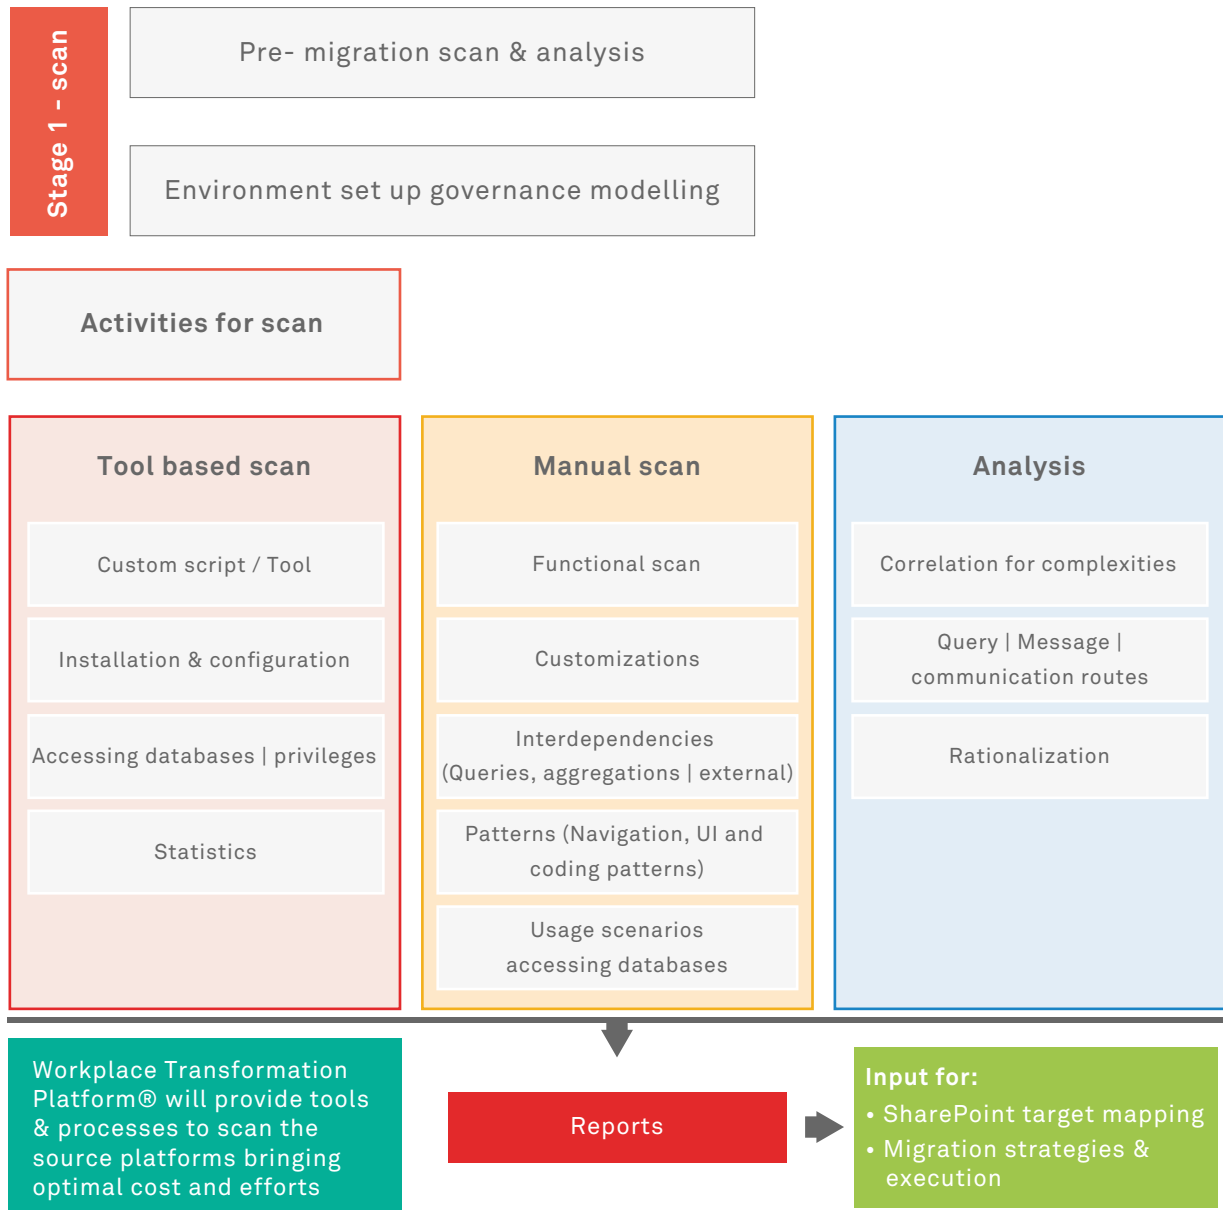 Stage 1 - scan
Pre- migration scan & analysis
Environment set up governance modelling
Activities for scan
Tool based scan
Custom script / Tool
Installation & configuration
Accessing databases | privileges
Statistics
Manual scan
Functional scan
Customizations
Interdependencies
(Queries, aggregations | external)
Patterns (Navigation, UI and
coding patterns)
Usage scenarios
accessing databases
Analysis
Correlation for complexities
Query | Message |
communication routes
Rationalization
Workplace Transformation
Platform® will provide tools
& processes to scan the
source platforms bringing
optimal cost and efforts
Reports
Input for:
• SharePoint target mapping
• Migration strategies &
execution